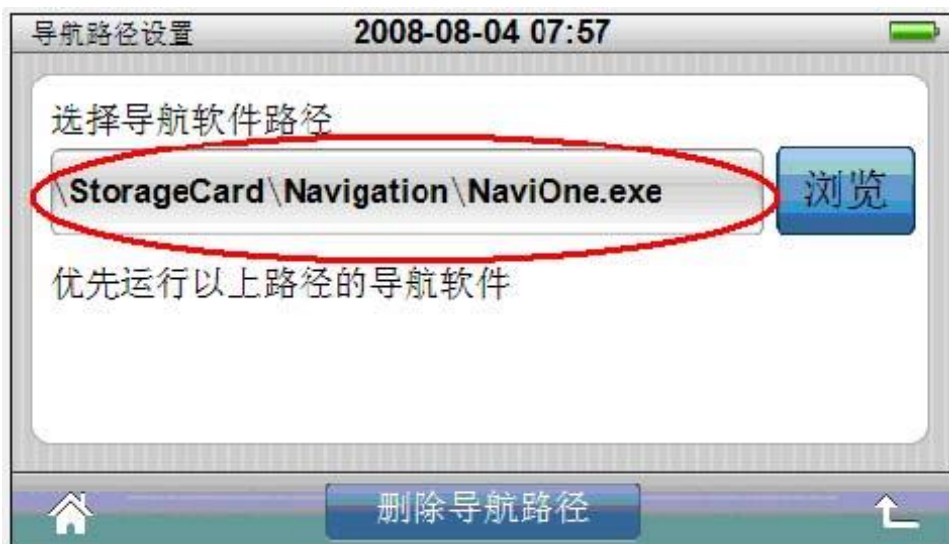 导航路径设置 2008-08-04 07:57
选择导航软件路径
\StorageCard\Navigation\NaviOne.exe 浏览
优先运行以上路径的导航软件
删除导航路径